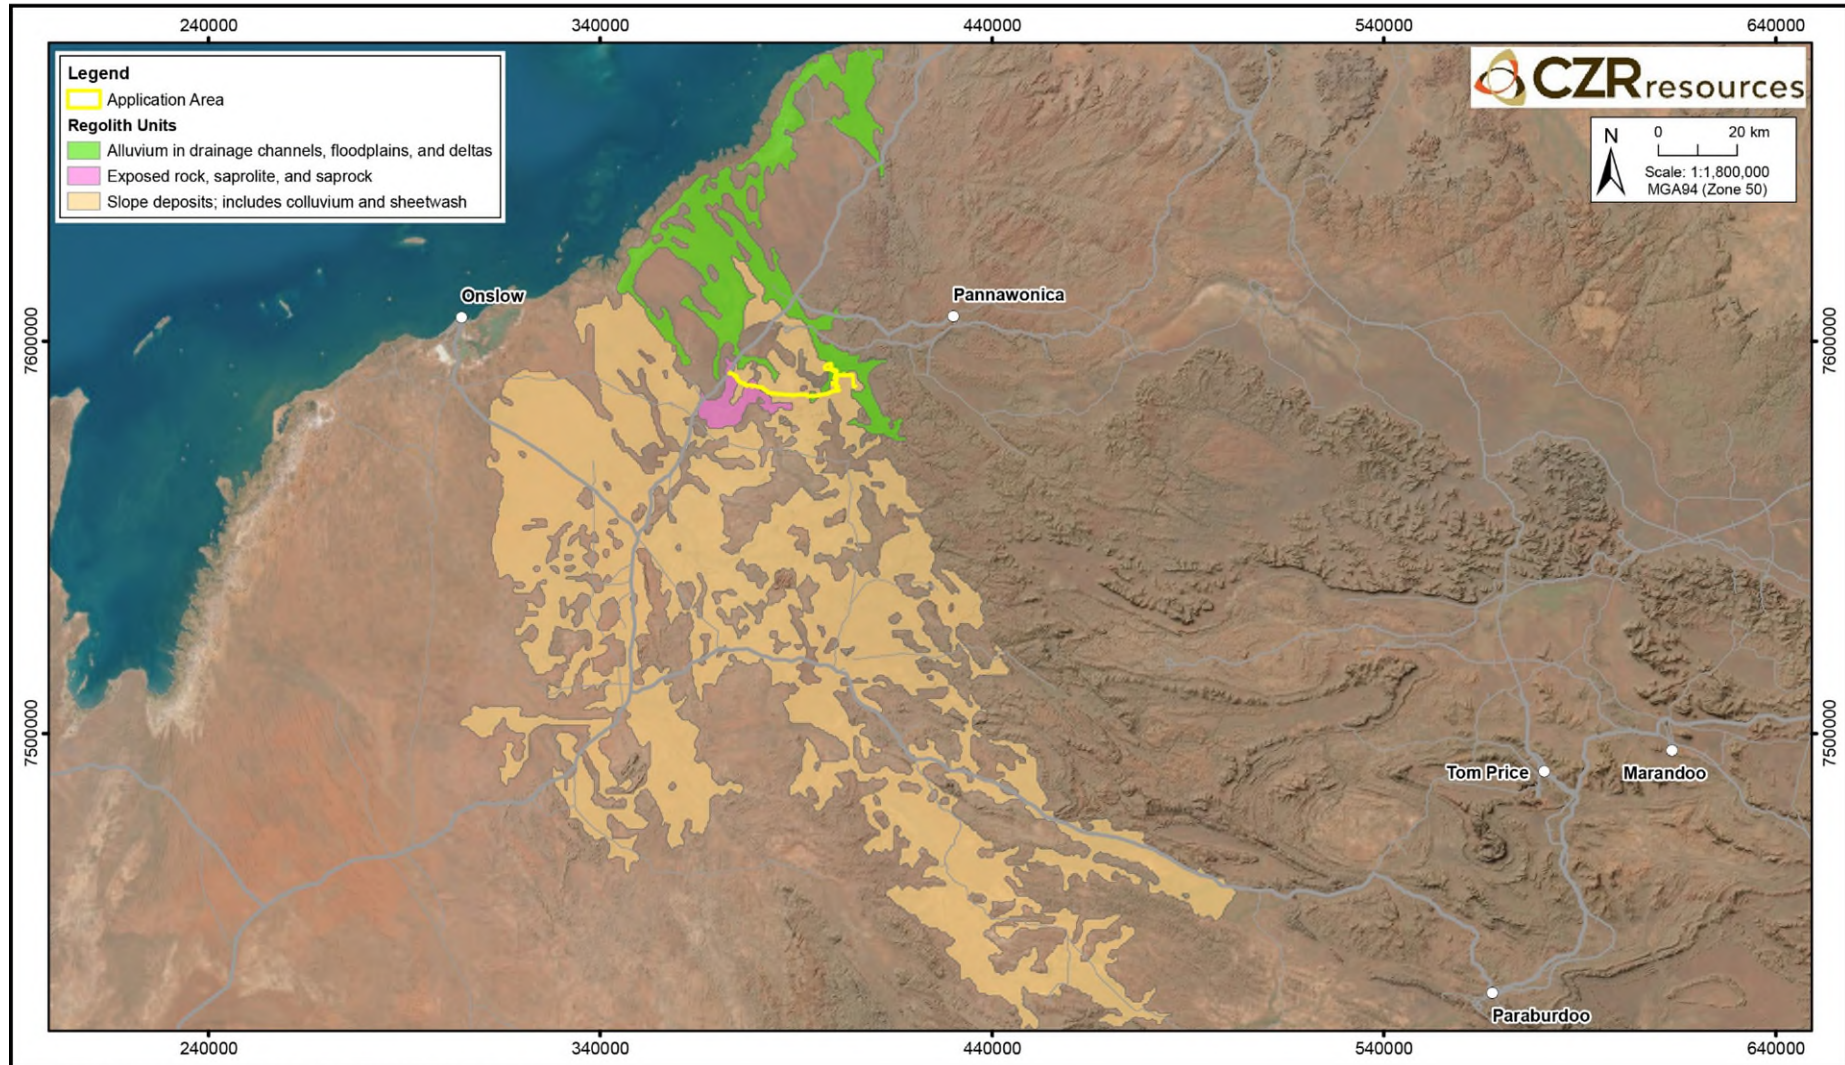 240000 340000 440000 540000 640000
Legend
Application Area
Regolith Units
Alluvium in drainage channels, floodplains, and deltas
Exposed rock, saprolite, and saprock
Slope deposits; includes colluvium and sheetwash
CZR resources
N 0 20 km
Scale: 1:1,800,000
MGA94 (Zone 50)
Onslow
Pannawonica
7600000 7600000
7500000 7500000
Tom Price
Marandoo
Paraburdoo
240000 340000 440000 540000 640000